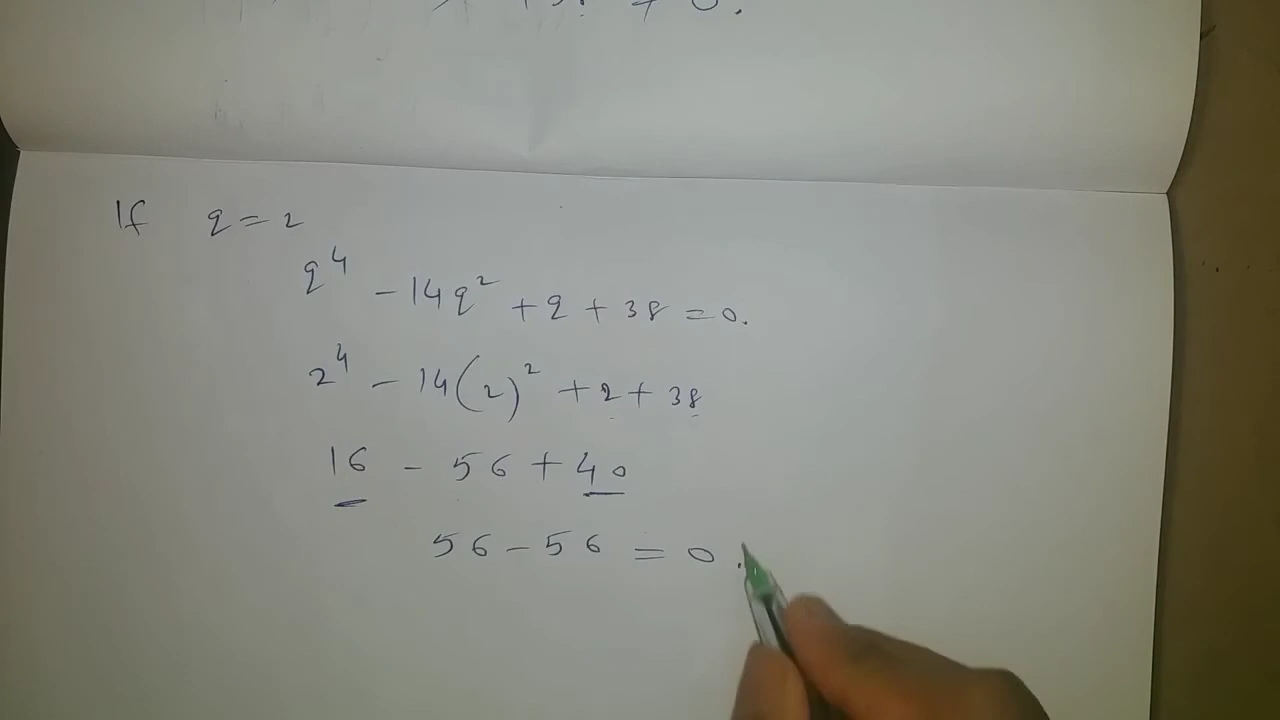 If q = 2
q⁴ - 14q² + q + 38 = 0.
2⁴ - 14(2)² + 2 + 38
16 - 56 + 40
56 - 56 = 0.